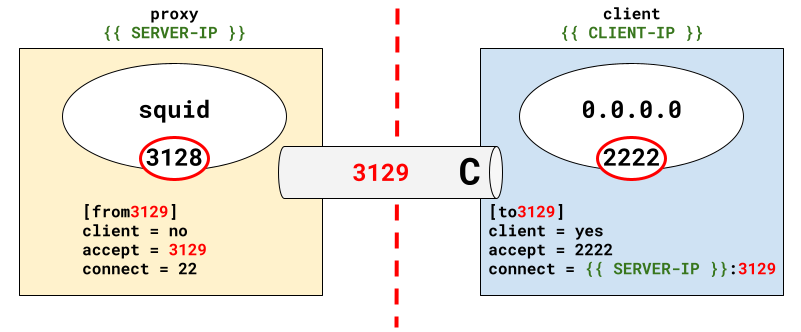 proxy
{{ SERVER-IP }}
client
{{ CLIENT-IP }}
squid
3128
0.0.0.0
2222
3129
C
[from3129]
client = no
accept = 3129
connect = 22
[to3129]
client = yes
accept = 2222
connect = {{ SERVER-IP }}:3129